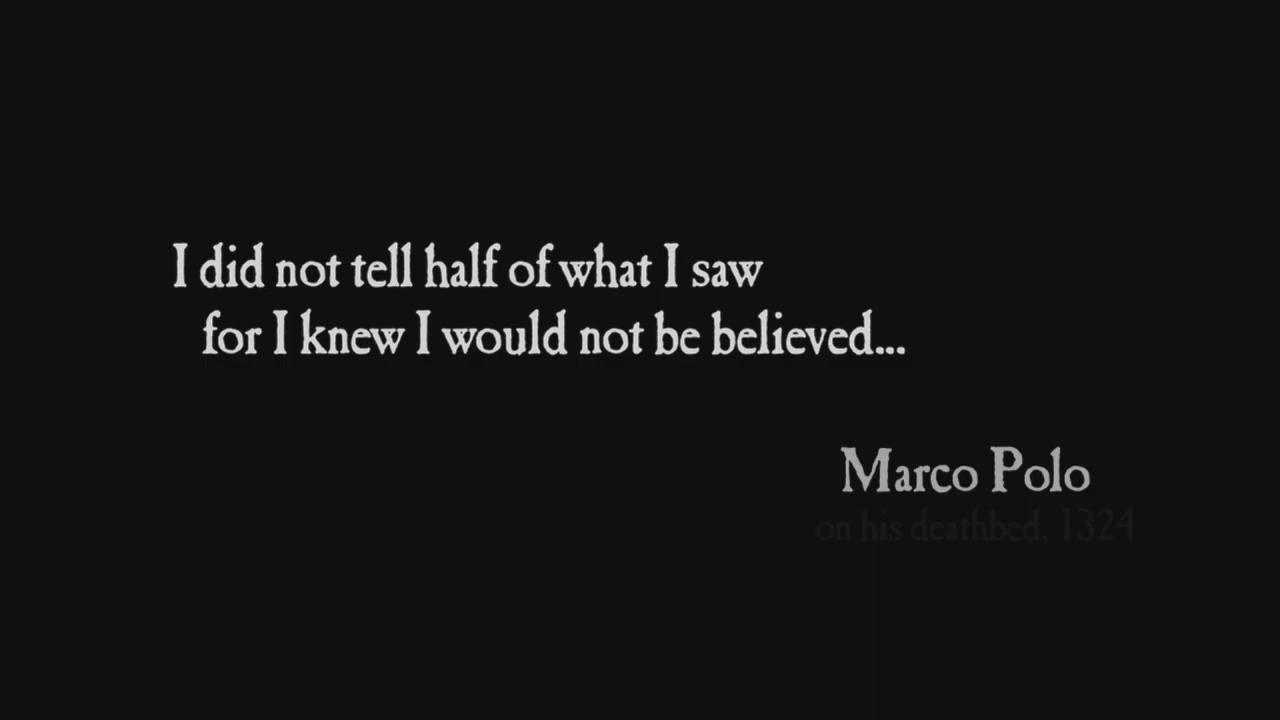 I did not tell half of what I saw
for I knew I would not be believed...
Marco Polo
on his deathbed, 1324